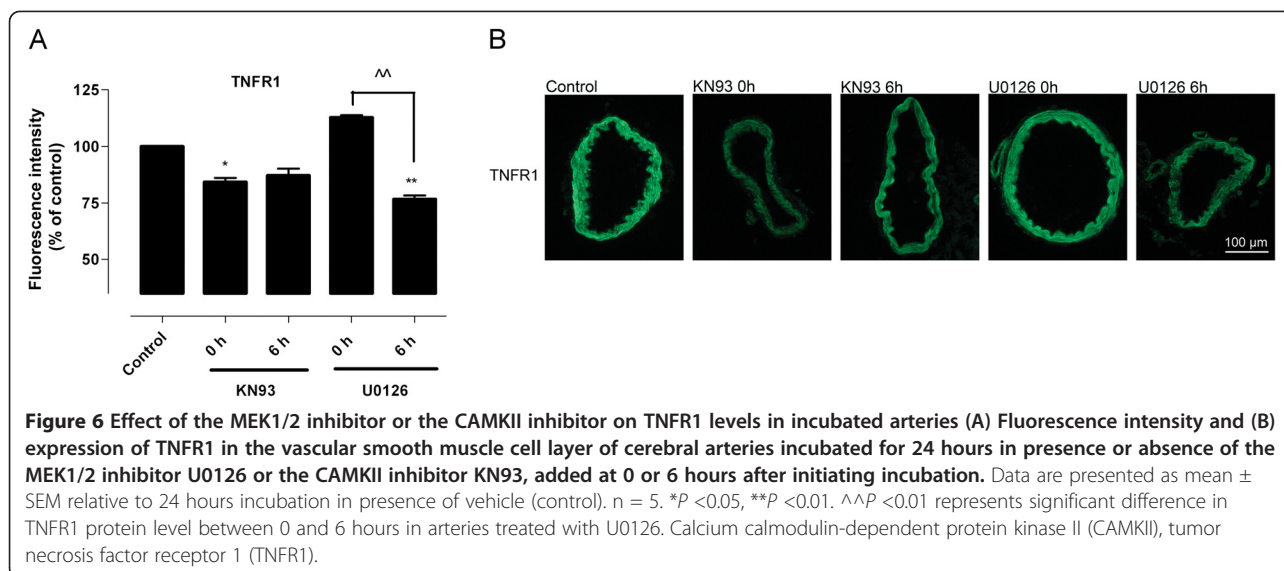 A
B
TNFR1
^^
125
100
75
50
Fluorescence intensity
(% of control)
*
**
Control
0 h
6 h
0 h
6 h
KN93
U0126
Control
KN93 0h
KN93 6h
U0126 0h
U0126 6h
TNFR1
100 µm
Figure 6 Effect of the MEK1/2 inhibitor or the CAMKII inhibitor on TNFR1 levels in incubated arteries (A) Fluorescence intensity and (B)
expression of TNFR1 in the vascular smooth muscle cell layer of cerebral arteries incubated for 24 hours in presence or absence of the
MEK1/2 inhibitor U0126 or the CAMKII inhibitor KN93, added at 0 or 6 hours after initiating incubation. Data are presented as mean ±
SEM relative to 24 hours incubation in presence of vehicle (control). n = 5. *P <0.05, **P <0.01. ^^P <0.01 represents significant difference in
TNFR1 protein level between 0 and 6 hours in arteries treated with U0126. Calcium calmodulin-dependent protein kinase II (CAMKII), tumor
necrosis factor receptor 1 (TNFR1).